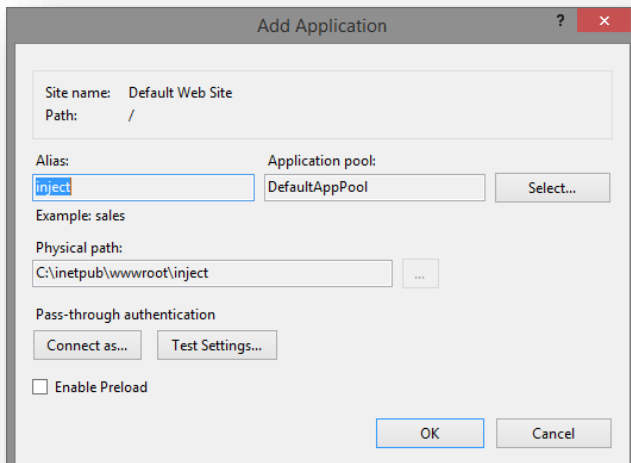 Add Application
?
Site name: Default Web Site
Path: /
Alias: Application pool:
inject DefaultAppPool Select...
Example: sales
Physical path:
C:\inetpub\wwwroot\inject ...
Pass-through authentication
Connect as... Test Settings...
Enable Preload
OK Cancel